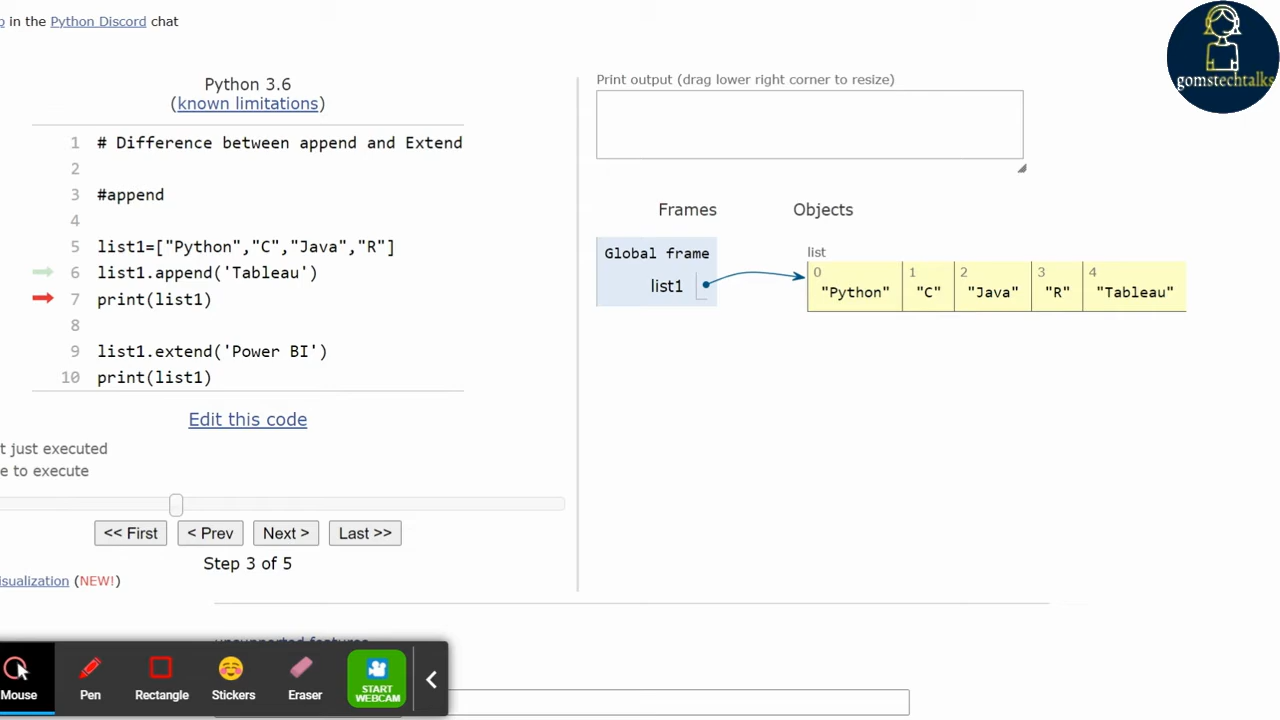 p in the Python Discord chat
gomstechtalks
Python 3.6
(known limitations)
1 # Difference between append and Extend
2
3 #append
4
5 list1=["Python","C","Java","R"]
6 list1.append('Tableau')
7 print(list1)
8
9 list1.extend('Power BI')
10 print(list1)
Edit this code
t just executed
e to execute
<< First < Prev Next > Last >>
Step 3 of 5
isualization (NEW!)
Print output (drag lower right corner to resize)
Frames Objects
Global frame
list1
list
0 1 2 3 4
"Python" "C" "Java" "R" "Tableau"
unsupported features
Mouse Pen Rectangle Stickers Eraser
START
WEBCAM